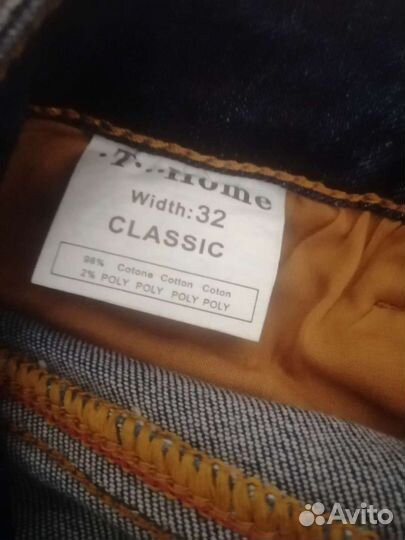 .T..Home
Width: 32
CLASSIC
98% Cotone Cotton Coton
2% POLY POLY POLY POLY
Avito